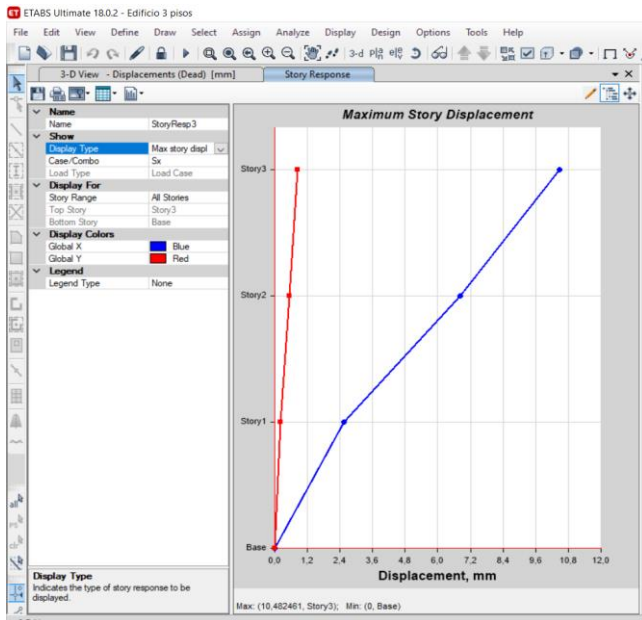 ETABS Ultimate 18.0.2 - Edificio 3 pisos
File Edit View Define Draw Select Assign Analyze Display Design Options Tools Help
3-d
3-D View - Displacements (Dead) [mm] Story Response
Name
Name StoryResp3
Show
Display Type Max story displ
Case/Combo Sx
Load Type Load Case
Display For
Story Range All Stories
Top Story Story3
Bottom Story Base
Display Colors
Global X Blue
Global Y Red
Legend
Legend Type None
Display Type
Indicates the type of story response to be
displayed.
Maximum Story Displacement
Story3
Story2
Story1
Base
0,0 1,2 2,4 3,6 4,8 6,0 7,2 8,4 9,6 10,8 12,0
Displacement, mm
Max: (10,482461, Story3); Min: (0, Base)
all